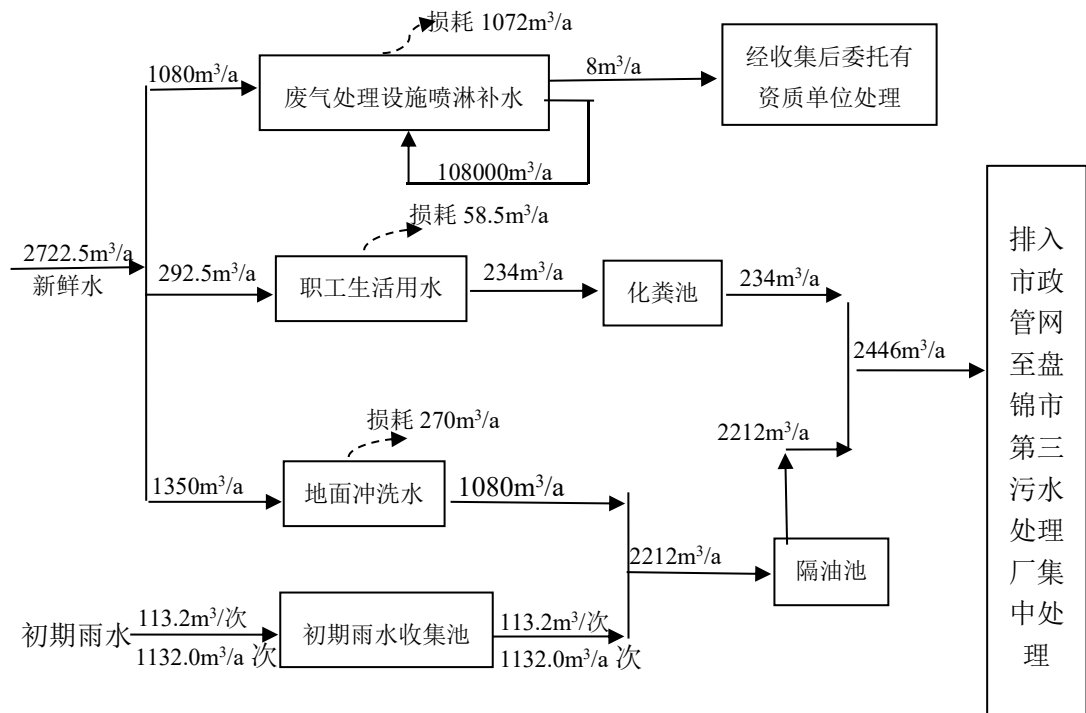 损耗 1072m³/a
1080m³/a
废气处理设施喷淋补水
8m³/a
经收集后委托有
资质单位处理
108000m³/a
损耗 58.5m³/a
2722.5m³/a
新鲜水
292.5m³/a
职工生活用水
234m³/a
化粪池
234m³/a
2446m³/a
损耗 270m³/a
2212m³/a
1350m³/a
地面冲洗水
1080m³/a
2212m³/a
隔油池
初期雨水
113.2m³/次
1132.0m³/a 次
初期雨水收集池
113.2m³/次
1132.0m³/a 次
排入
市政
管网
至盘
锦市
第三
污水
处理
厂集
中处
理